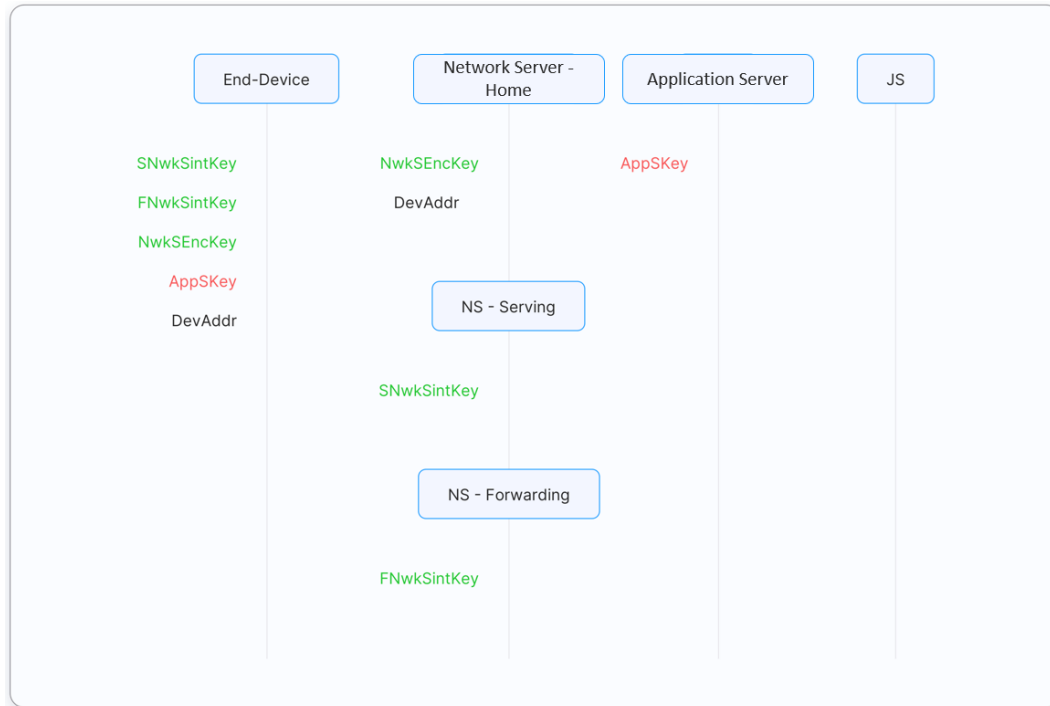 End-Device
Network Server -
Home
Application Server
JS
SNwkSintKey
FNwkSintKey
NwkSEncKey
AppSKey
DevAddr
NwkSEncKey
DevAddr
NS - Serving
SNwkSintKey
NS - Forwarding
FNwkSintKey
AppSKey